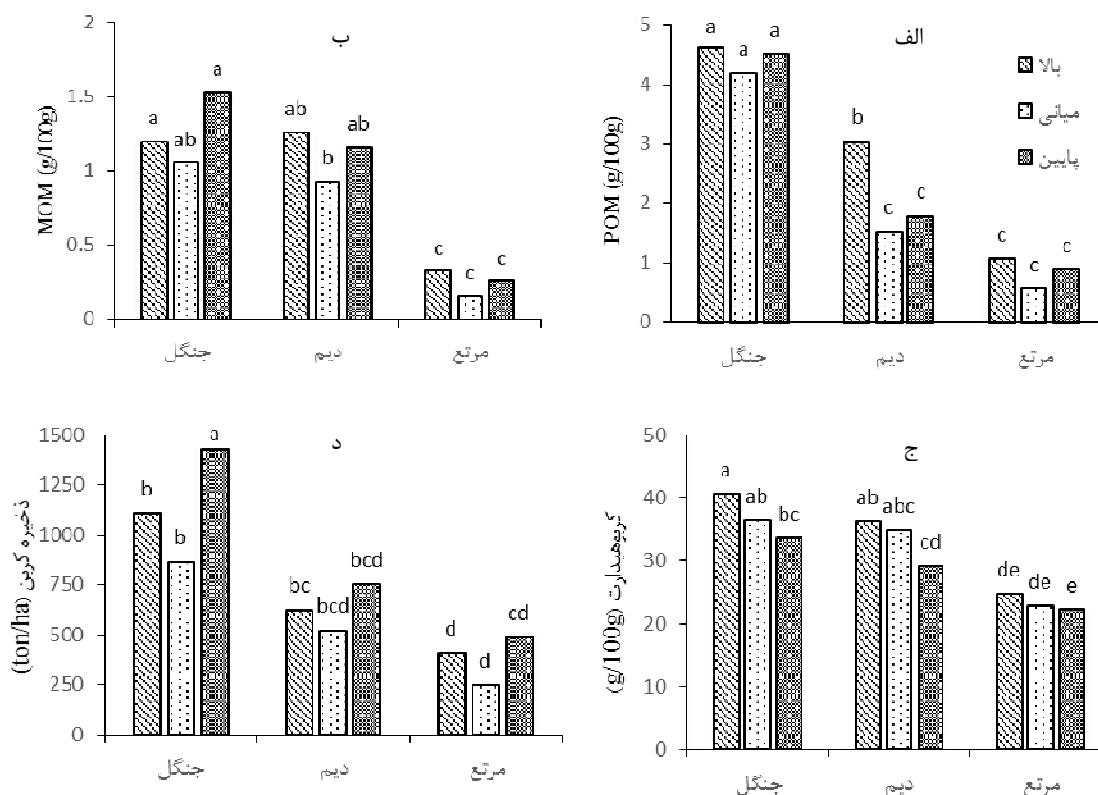 الف
POM (g/100g)
5
4
3
2
1
0
a a a
b c c
c c c
جنگل دیم مرتع
بالا
میانی
پایین
ب
MOM (g/100g)
2
1.5
1
0.5
0
a ab a
ab b ab
c c c
جنگل دیم مرتع
ج
کربوهیدارت (g/100g)
50
40
30
20
10
0
a ab bc
ab abc cd
de de e
جنگل دیم مرتع
د
ذخیره کربن (ton/ha)
1500
1250
1000
750
500
250
0
b b a
bc bcd bcd
d d cd
جنگل دیم مرتع